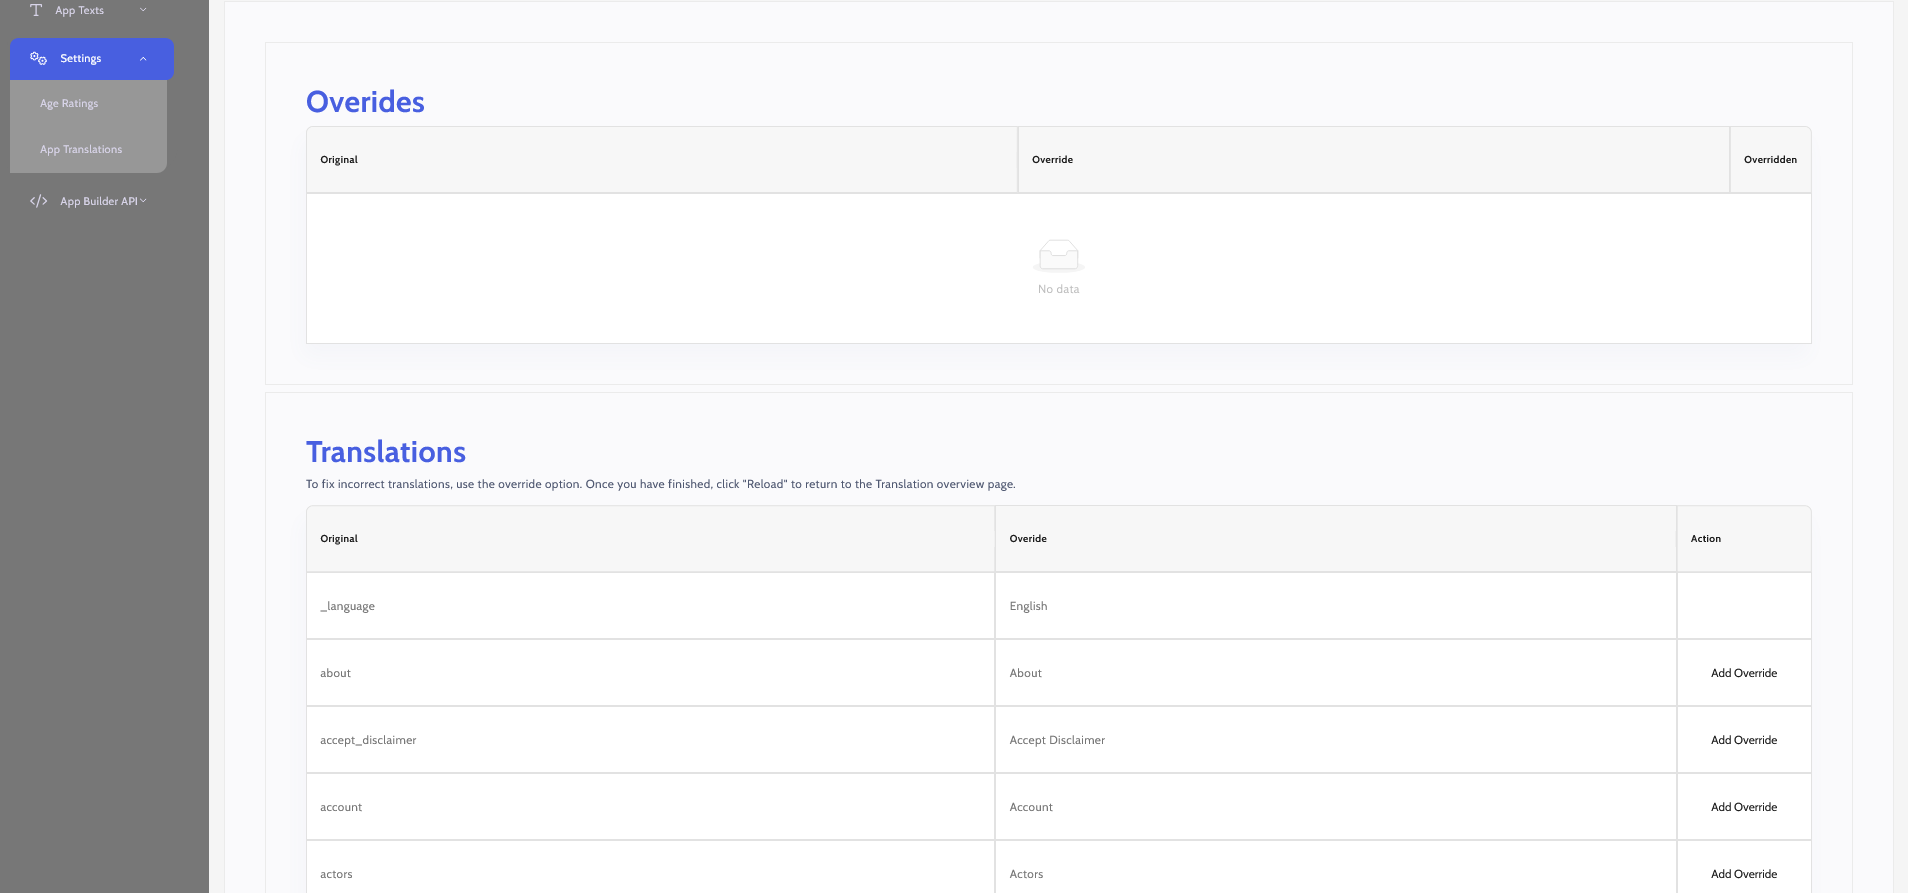 App Texts
Settings
Age Ratings
App Translations
App Builder API
Overides
Original Override Overridden
No data
Translations
To fix incorrect translations, use the override option. Once you have finished, click "Reload" to return to the Translation overview page.
Original Overide Action
_language English
about About Add Override
accept_disclaimer Accept Disclaimer Add Override
account Account Add Override
actors Actors Add Override